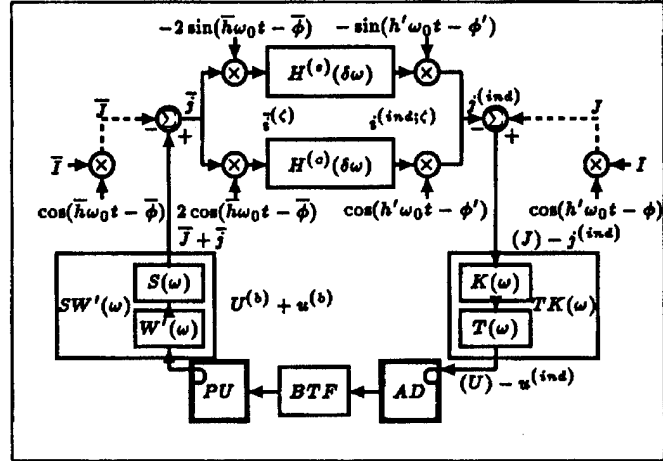 −2 sin(h̅ω₀t − ϕ̅) − sin(h′ω₀t − ϕ′)
H⁽ˢ⁾(δω)
J̅ j̅ i̅⁽ζ⁾ i⁽ind;ζ⁾ j⁽ind⁾ J
Σ Σ
− + − +
I̅ H⁽ᶜ⁾(δω) I
cos(h̅ω₀t − ϕ̅) 2 cos(h̅ω₀t − ϕ̅) cos(h′ω₀t − ϕ′) cos(h′ω₀t − ϕ)
J̅ + j̅ (J) − j⁽ind⁾
S(ω) K(ω)
SW′(ω) U⁽ᵇ⁾ + u⁽ᵇ⁾ TK(ω)
W′(ω) T(ω)
(U) − u⁽ind⁾
PU BTF AD